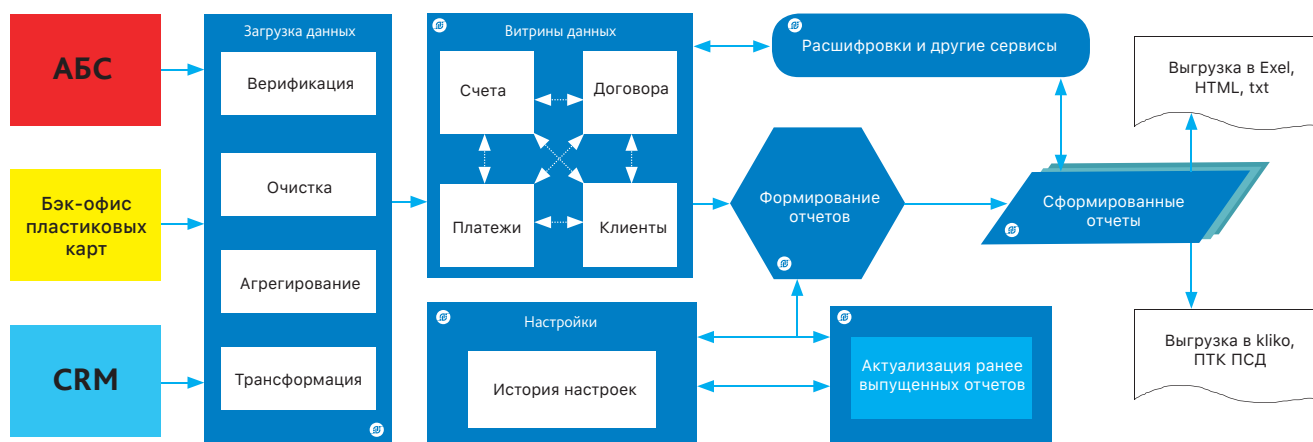 АБС
Бэк-офис
пластиковых
карт
CRM
Загрузка данных
Верификация
Очистка
Агрегирование
Трансформация
Витрины данных
Счета
Договора
Платежи
Клиенты
Настройки
История настроек
Расшифровки и другие сервисы
Формирование
отчетов
Актуализация ранее
выпущенных отчетов
Сформированные
отчеты
Выгрузка в Exel,
HTML, txt
Выгрузка в kliko,
ПТК ПСД